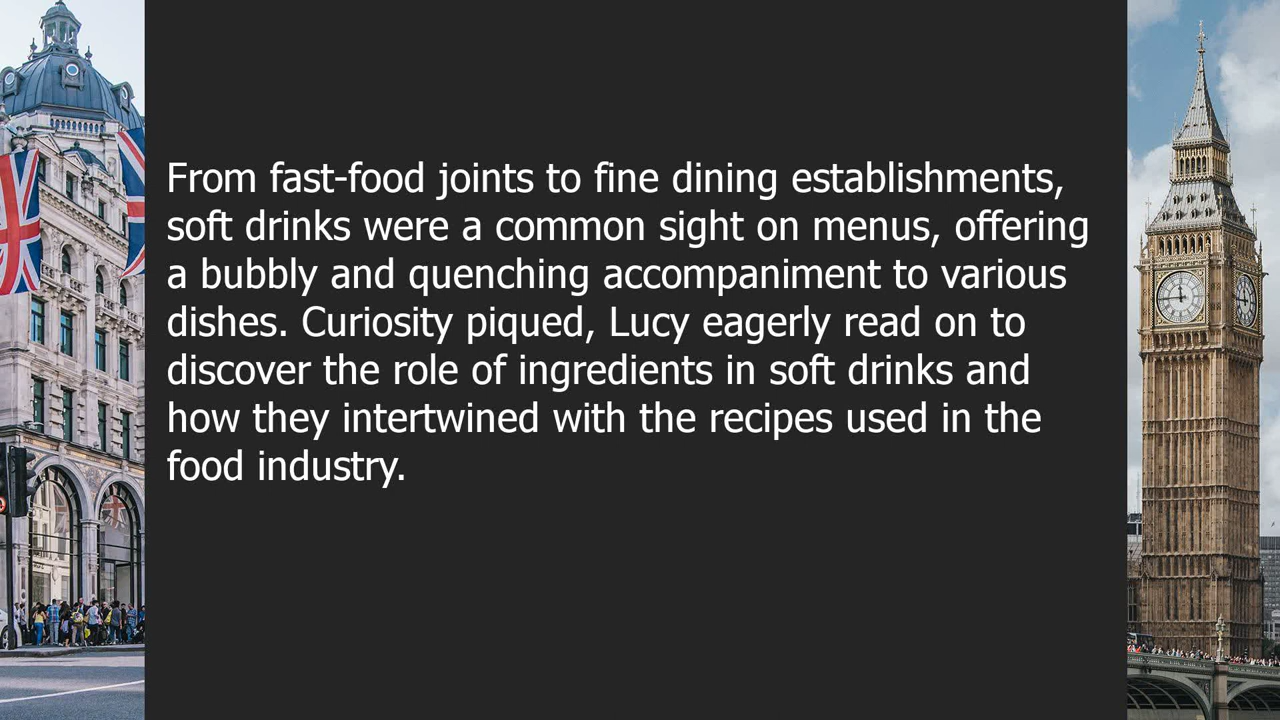 From fast-food joints to fine dining establishments,
soft drinks were a common sight on menus, offering
a bubbly and quenching accompaniment to various
dishes. Curiosity piqued, Lucy eagerly read on to
discover the role of ingredients in soft drinks and
how they intertwined with the recipes used in the
food industry.